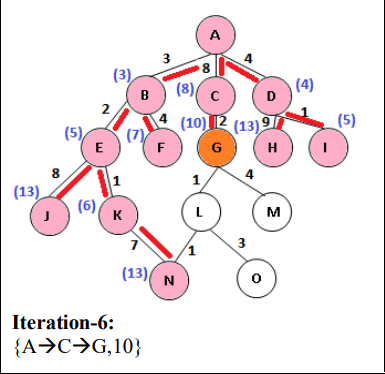 A
3 8 4
(3) B (8) C D (4)
2 4 (10) 2 (13) 9 1 (5)
(5) E (7) F G H I
8 1 1 4
(13) J (6) K L M
7 1 3
(13) N O
Iteration-6:
{A→C→G,10}